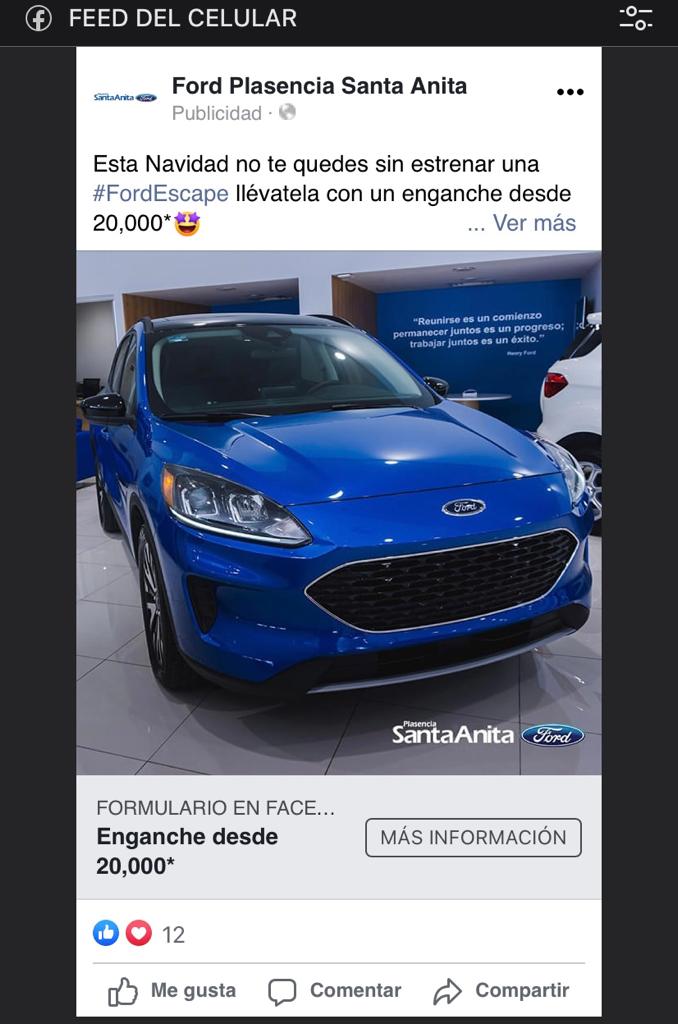 FEED DEL CELULAR
Ford Plasencia Santa Anita
Publicidad ·
SantaAnita Ford
Esta Navidad no te quedes sin estrenar una
#FordEscape llévatela con un enganche desde
20,000*🤩 ... Ver más
“Reunirse es un comienzo
permanecer juntos es un progreso;
trabajar juntos es un éxito.”
Henry Ford
Ford
Plasencia
SantaAnita Ford
FORMULARIO EN FACE...
Enganche desde
20,000*
MÁS INFORMACIÓN
12
Me gusta Comentar Compartir